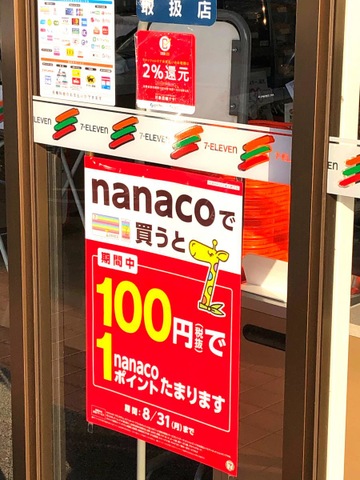 取扱店
2%還元
7-ELEVEN
7-ELEVEN
7-ELEVEN
7-ELEVEN
nanacoで
買うと
期間中
100円(税抜)で
1nanaco
ポイントたまります
期間:8/31(月)まで